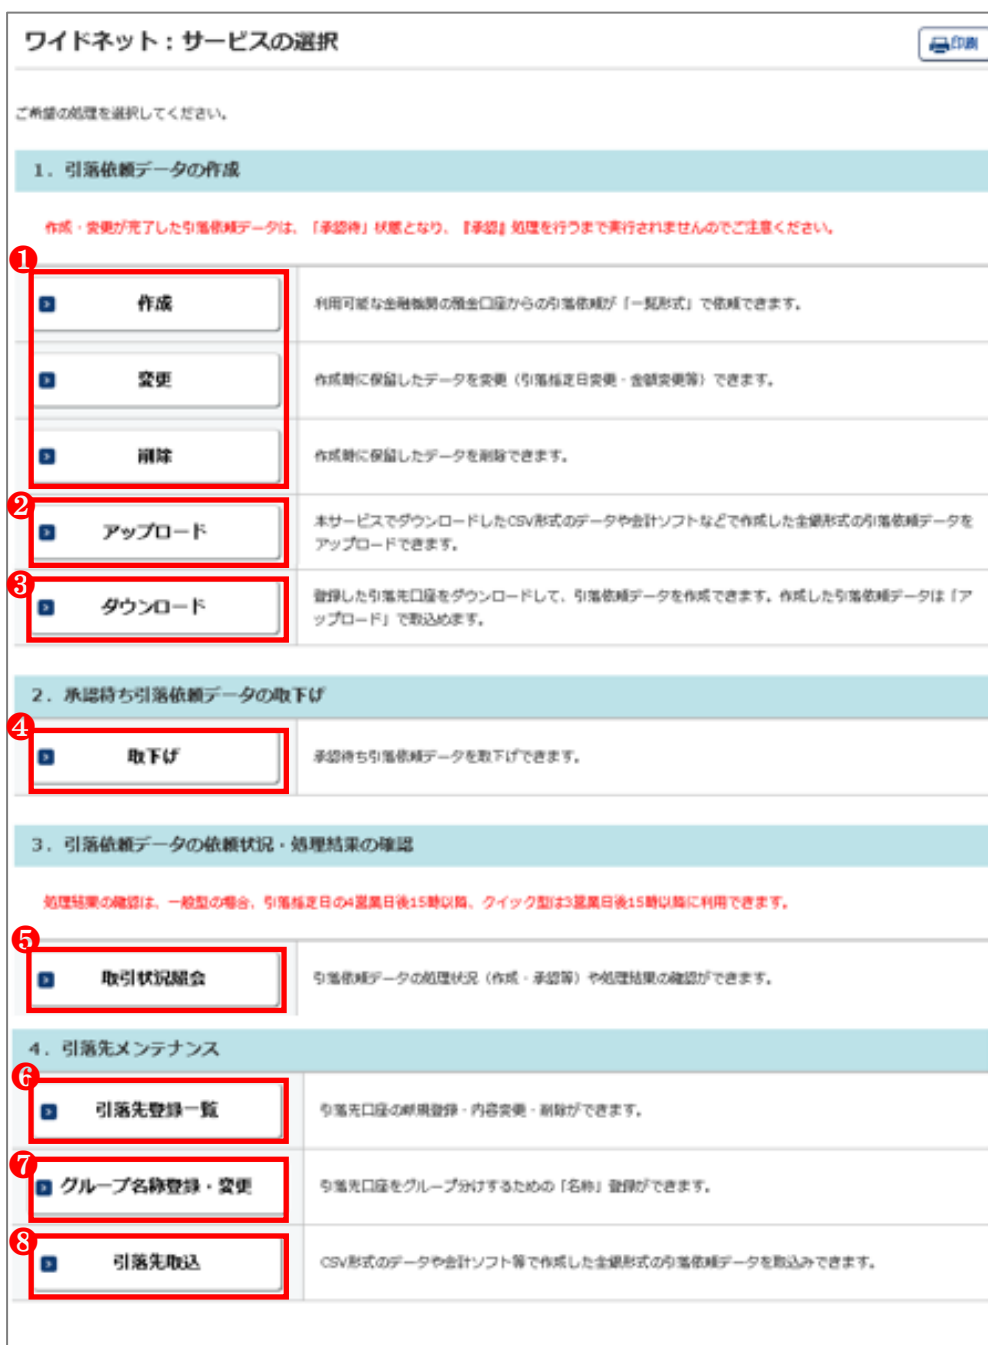 ワイドネット：サービスの選択
印刷
ご希望の処理を選択してください。
1．引落依頼データの作成
作成・変更が完了した引落依頼データは、「承認待」状態となり、『承認』処理を行うまで実行されませんのでご注意ください。
❶
作成
利用可能な金融機関の預金口座からの引落依頼が「一覧形式」で依頼できます。
変更
作成時に保留したデータを変更（引落指定日変更・金額変更等）できます。
削除
作成時に保留したデータを削除できます。
❷
アップロード
本サービスでダウンロードしたCSV形式のデータや会計ソフトなどで作成した全銀形式の引落依頼データを
アップロードできます。
❸
ダウンロード
登録した引落先口座をダウンロードして、引落依頼データを作成できます。作成した引落依頼データは「ア
ップロード」で取込めます。
2．承認待ち引落依頼データの取下げ
❹
取下げ
承認待ち引落依頼データを取下げできます。
3．引落依頼データの依頼状況・処理結果の確認
処理結果の確認は、一般型の場合、引落指定日の4営業日後15時以降、クイック型は3営業日後15時以降に利用できます。
❺
取引状況照会
引落依頼データの処理状況（作成・承認等）や処理結果の確認ができます。
4．引落先メンテナンス
❻
引落先登録一覧
引落先口座の新規登録・内容変更・削除ができます。
❼
グループ名称登録・変更
引落先口座をグループ分けするための「名称」登録ができます。
❽
引落先取込
CSV形式のデータや会計ソフト等で作成した全銀形式の引落依頼データを取込みできます。